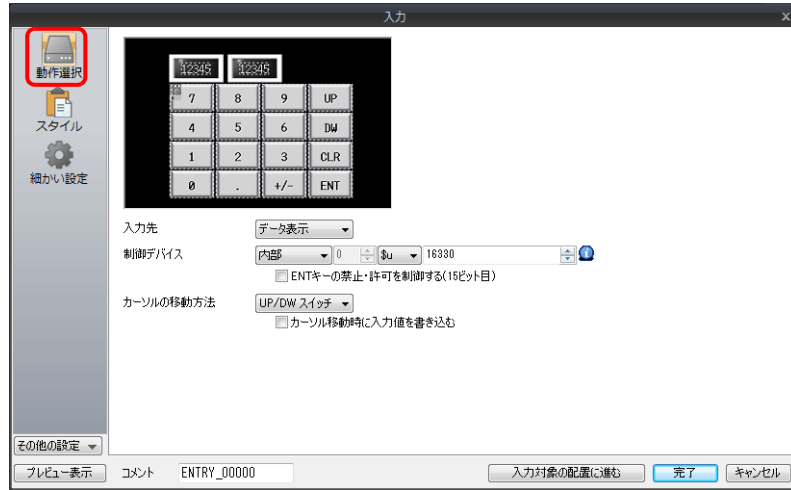 入力
動作選択
スタイル
細かい設定
12345 12345
7 8 9 UP
4 5 6 DW
1 2 3 CLR
0 . +/- ENT
入力先 データ表示
制御デバイス 内部 0 $u 16330
ENTキーの禁止・許可を制御する(15ビット目)
カーソルの移動方法 UP/DW スイッチ
カーソル移動時に入力値を書き込む
その他の設定
プレビュー表示 コメント ENTRY_00000 入力対象の配置に進む 完了 キャンセル